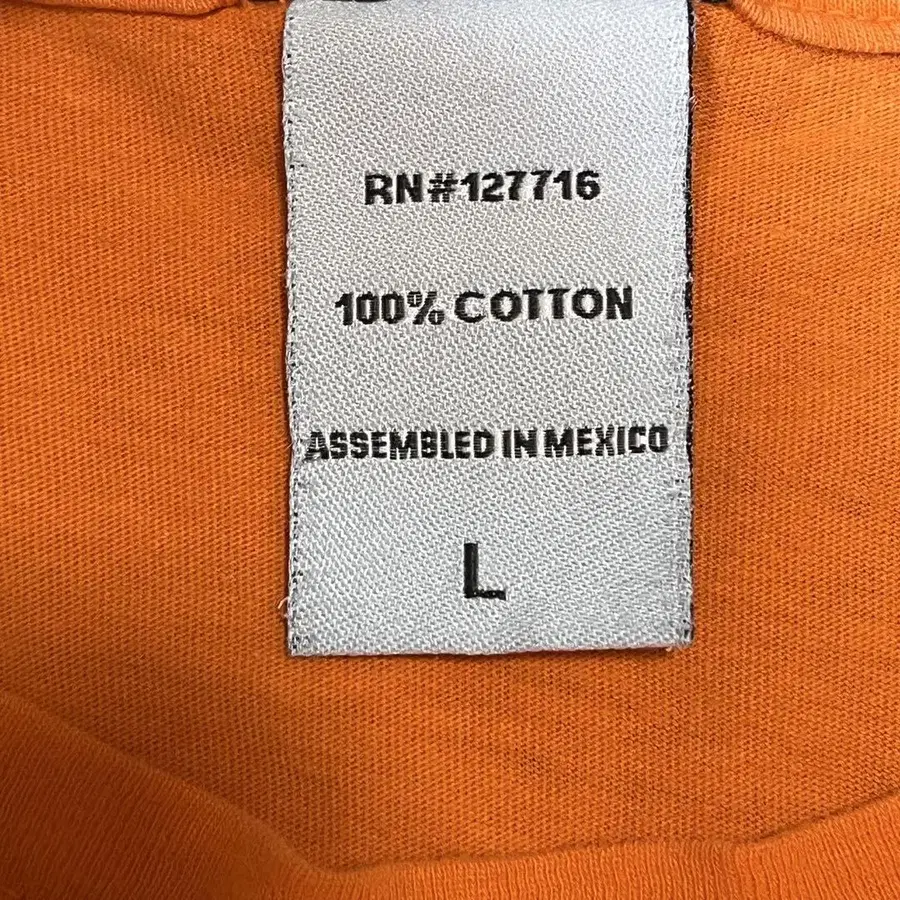 RN#127716
100% COTTON
ASSEMBLED IN MEXICO
L